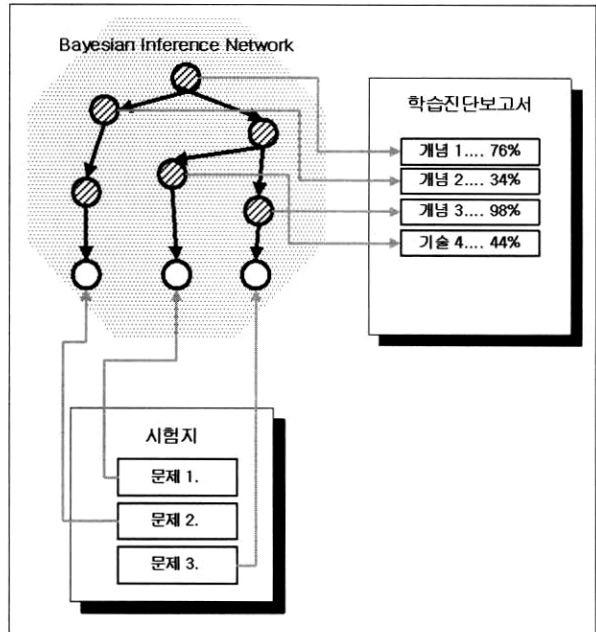 Bayesian Inference Network
학습진단보고서
개념 1.... 76%
개념 2.... 34%
개념 3.... 98%
기술 4.... 44%
시험지
문제 1.
문제 2.
문제 3.